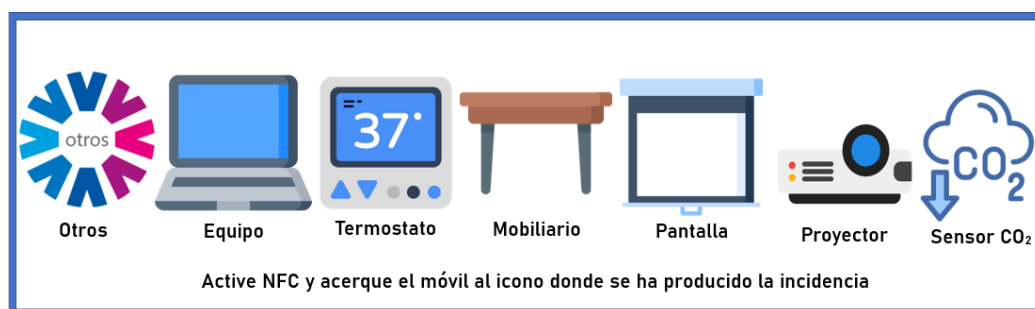 otros
37°
CO₂
Otros
Equipo
Termostato
Mobiliario
Pantalla
Proyector
Sensor CO₂
Active NFC y acerque el móvil al icono donde se ha producido la incidencia